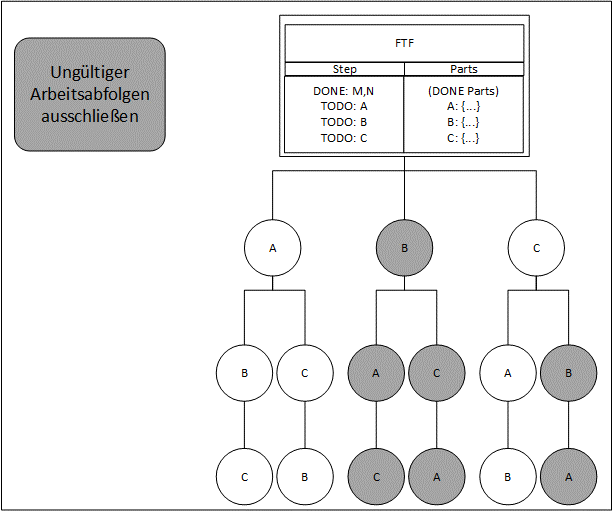 Ungültiger
Arbeitsabfolgen
ausschließen
FTF
Step Parts
DONE: M,N (DONE Parts)
TODO: A A: {...}
TODO: B B: {...}
TODO: C C: {...}
A B C
B C A C A B
C B C A B A